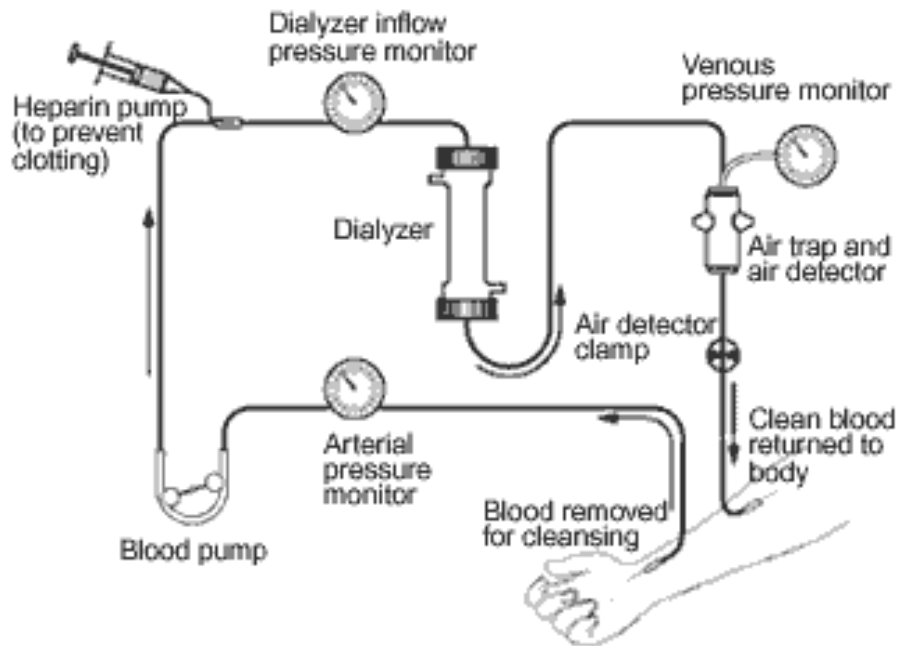 Dialyzer inflow
pressure monitor
Venous
pressure monitor
Heparin pump
(to prevent
clotting)
Dialyzer
Air trap and
air detector
Air detector
clamp
Clean blood
returned to
body
Arterial
pressure
monitor
Blood removed
for cleansing
Blood pump